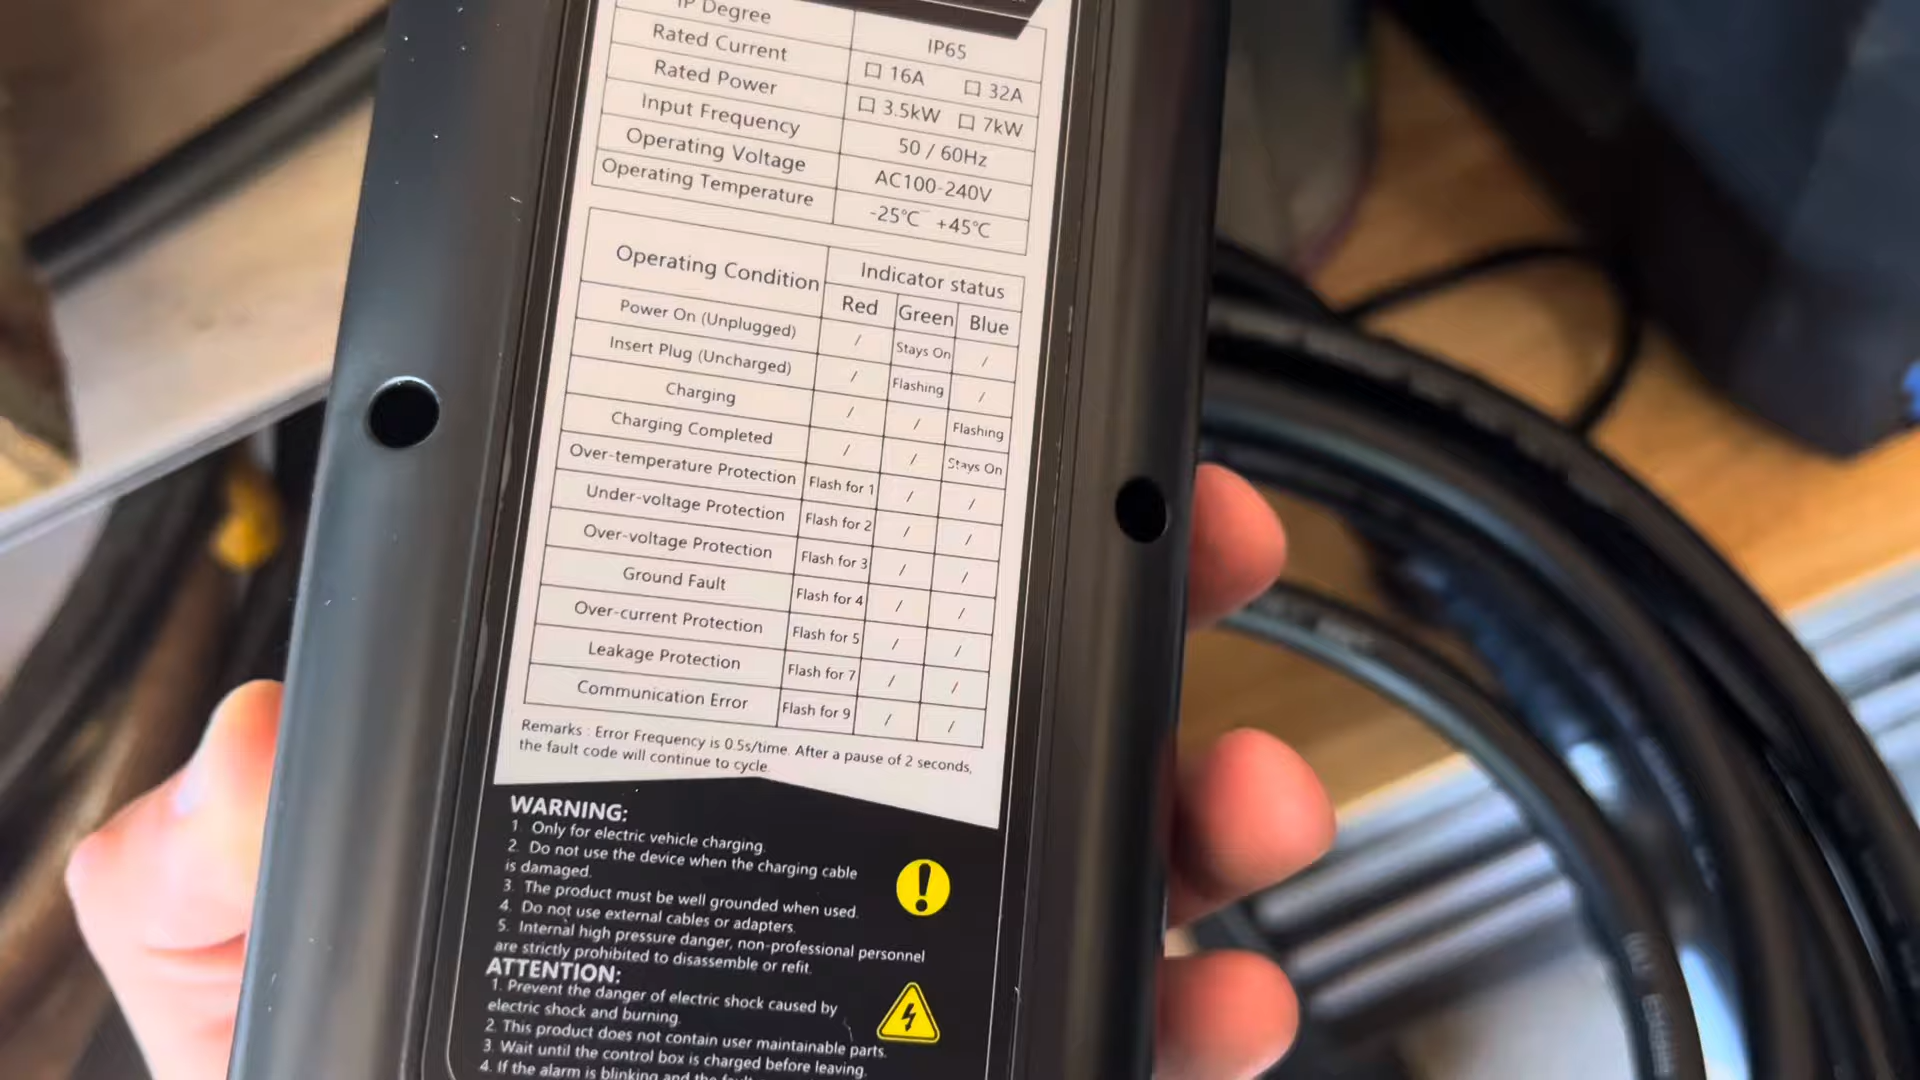 IP Degree IP65
Rated Current ☐ 16A ☐ 32A
Rated Power ☐ 3.5kW ☐ 7kW
Input Frequency 50 / 60Hz
Operating Voltage AC100-240V
Operating Temperature -25℃ +45℃
Operating Condition Indicator status
Red Green Blue
Power On (Unplugged) / Stays On /
Insert Plug (Uncharged) / Flashing /
Charging / / Flashing
Charging Completed / / Stays On
Over-temperature Protection Flash for 1 / /
Under-voltage Protection Flash for 2 / /
Over-voltage Protection Flash for 3 / /
Ground Fault Flash for 4 / /
Over-current Protection Flash for 5 / /
Leakage Protection Flash for 7 / /
Communication Error Flash for 9 / /
Remarks : Error Frequency is 0.5s/time. After a pause of 2 seconds,
the fault code will continue to cycle.
WARNING:
1. Only for electric vehicle charging.
2. Do not use the device when the charging cable
is damaged.
3. The product must be well grounded when used.
4. Do not use external cables or adapters.
5. Internal high pressure danger, non-professional personnel
are strictly prohibited to disassemble or refit.
ATTENTION:
1. Prevent the danger of electric shock caused by
electric shock and burning.
2. This product does not contain user maintainable parts.
3. Wait until the control box is charged before leaving.
4. If the alarm is blinking and the